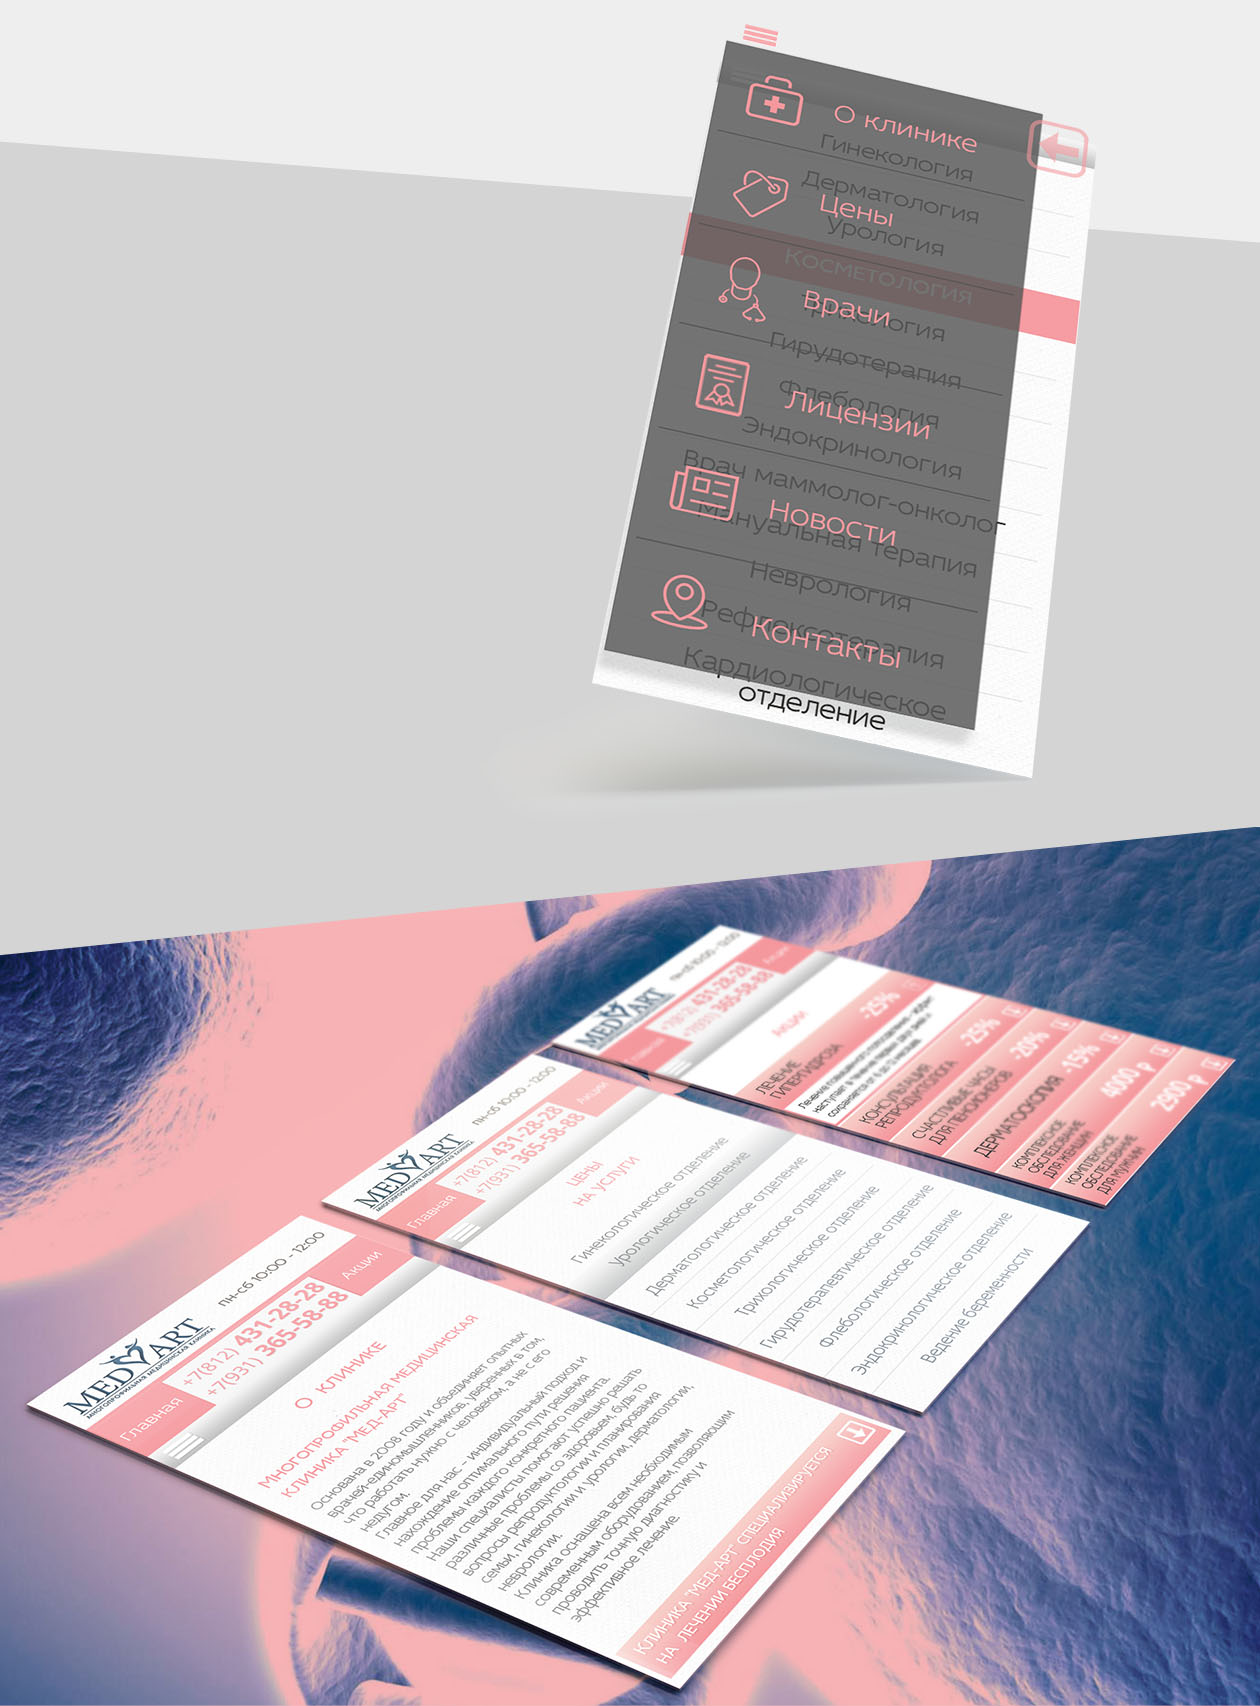 О клинике
Гинекология
Дерматология
Цены
Урология
Косметология
Врачи
Трихология
Гирудотерапия
Флебология
Лицензии
Эндокринология
Врач маммолог-онколог
Новости
Мануальная терапия
Неврология
Рефлексотерапия
Контакты
Кардиологическое
отделение
MED ART
пн-сб 10:00 - 12:00
+7(812) 431-28-28
+7(931) 365-58-88
Главная
Акции
АКЦИИ
ЛЕЧЕНИЕ
ГИПЕРГИДРОЗА
-25%
КОНСУЛЬТАЦИЯ
РЕПРОДУКТОЛОГА
-25%
СЧАСТЛИВЫЕ ЧАСЫ
ДЛЯ ПЕНСИОНЕРОВ
-20%
ДЕРМАТОСКОПИЯ
-15%
КОМПЛЕКСНОЕ
ОБСЛЕДОВАНИЕ
ДЛЯ ЖЕНЩИН
4000 Р
КОМПЛЕКСНОЕ
ОБСЛЕДОВАНИЕ
ДЛЯ МУЖЧИН
2900 Р
MED ART
МНОГОПРОФИЛЬНАЯ МЕДИЦИНСКАЯ КЛИНИКА
пн-сб 10:00 - 12:00
+7(812) 431-28-28
+7(931) 365-58-88
Главная
Акции
ЦЕНЫ
НА УСЛУГИ
Гинекологическое отделение
Урологическое отделение
Дерматологическое отделение
Косметологическое отделение
Трихологическое отделение
Гирудотерапевтическое отделение
Флебологическое отделение
Эндокринологическое отделение
Ведение беременности
MED ART
МНОГОПРОФИЛЬНАЯ МЕДИЦИНСКАЯ КЛИНИКА
пн-сб 10:00 - 12:00
+7(812) 431-28-28
+7(931) 365-58-88
Главная
Акции
О КЛИНИКЕ
МНОГОПРОФИЛЬНАЯ МЕДИЦИНСКАЯ
КЛИНИКА "МЕД-АРТ"
Основана в 2008 году и объединяет опытных
врачей-единомышленников, уверенных в том,
что работать нужно с человеком, а не с его
недугом.
Главное для нас – индивидуальный подход и
нахождение оптимального пути решения
проблемы каждого конкретного пациента.
Наши специалисты помогают успешно решать
различные проблемы со здоровьем, будь то
вопросы репродуктологии и планирования
семьи, гинекологии и урологии, дерматологии,
неврологии.
Клиника оснащена всем необходимым
современным оборудованием, позволяющим
проводить точную диагностику и
эффективное лечение.
КЛИНИКА "МЕД-АРТ" СПЕЦИАЛИЗИРУЕТСЯ
НА ЛЕЧЕНИИ БЕСПЛОДИЯ